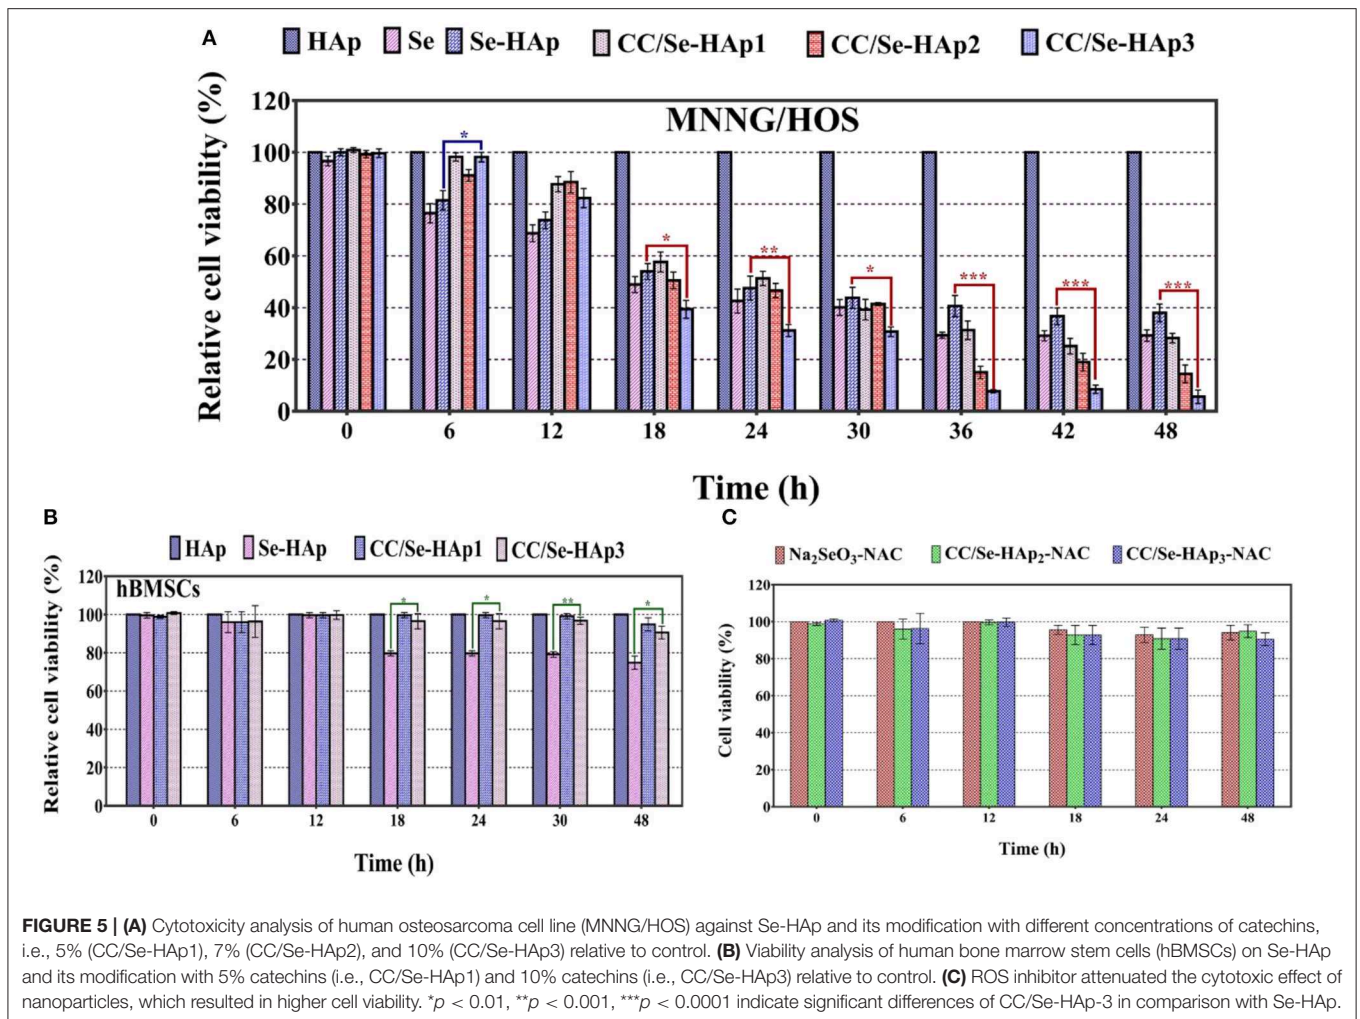 A
HAp Se Se-HAp CC/Se-HAp1 CC/Se-HAp2 CC/Se-HAp3
MNNG/HOS
Relative cell viability (%)
120
100
80
60
40
20
0
* * ** * *** *** ***
0 6 12 18 24 30 36 42 48
Time (h)
B
HAp Se-HAp CC/Se-HAp1 CC/Se-HAp3
hBMSCs
Relative cell viability (%)
120
100
80
60
40
20
0
* * ** *
0 6 12 18 24 30 48
Time (h)
C
Na₂SeO₃-NAC CC/Se-HAp₂-NAC CC/Se-HAp₃-NAC
Cell viability (%)
120
100
80
60
40
20
0
0 6 12 18 24 48
Time (h)
FIGURE 5 | (A) Cytotoxicity analysis of human osteosarcoma cell line (MNNG/HOS) against Se-HAp and its modification with different concentrations of catechins,
i.e., 5% (CC/Se-HAp1), 7% (CC/Se-HAp2), and 10% (CC/Se-HAp3) relative to control. (B) Viability analysis of human bone marrow stem cells (hBMSCs) on Se-HAp
and its modification with 5% catechins (i.e., CC/Se-HAp1) and 10% catechins (i.e., CC/Se-HAp3) relative to control. (C) ROS inhibitor attenuated the cytotoxic effect of
nanoparticles, which resulted in higher cell viability. *p < 0.01, **p < 0.001, ***p < 0.0001 indicate significant differences of CC/Se-HAp-3 in comparison with Se-HAp.